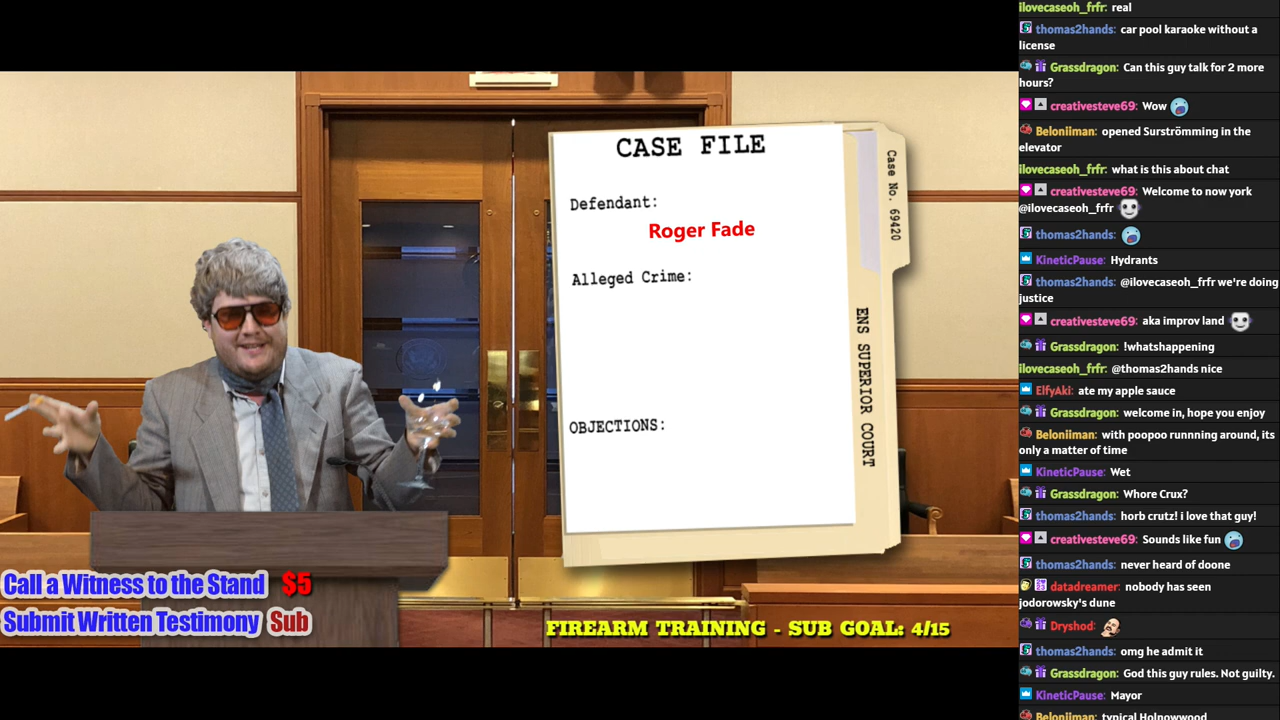 CASE FILE
Defendant:
Roger Fade
Alleged Crime:
OBJECTIONS:
Case No. 69420
ENS SUPERIOR COURT
Call a Witness to the Stand $5
Submit Written Testimony Sub
FIREARM TRAINING - SUB GOAL: 4/15
ilovecaseoh_frfr: real
thomas2hands: car pool karaoke without a
license
Grassdragon: Can this guy talk for 2 more
hours?
creativesteve69: Wow
Beloniiman: opened Surströmming in the
elevator
ilovecaseoh_frfr: what is this about chat
creativesteve69: Welcome to now york
@ilovecaseoh_frfr
thomas2hands:
KineticPause: Hydrants
thomas2hands: @ilovecaseoh_frfr we're doing
justice
creativesteve69: aka improv land
Grassdragon: !whatshappening
ilovecaseoh_frfr: @thomas2hands nice
ElfyAki: ate my apple sauce
Grassdragon: welcome in, hope you enjoy
Beloniiman: with poopoo runnning around, its
only a matter of time
KineticPause: Wet
Grassdragon: Whore Crux?
thomas2hands: horb crutz! i love that guy!
creativesteve69: Sounds like fun
thomas2hands: never heard of doone
datadreamer: nobody has seen
jodorowsky's dune
Dryshod:
thomas2hands: omg he admit it
Grassdragon: God this guy rules. Not guilty.
KineticPause: Mayor
Beloniiman: typical Holpowwood